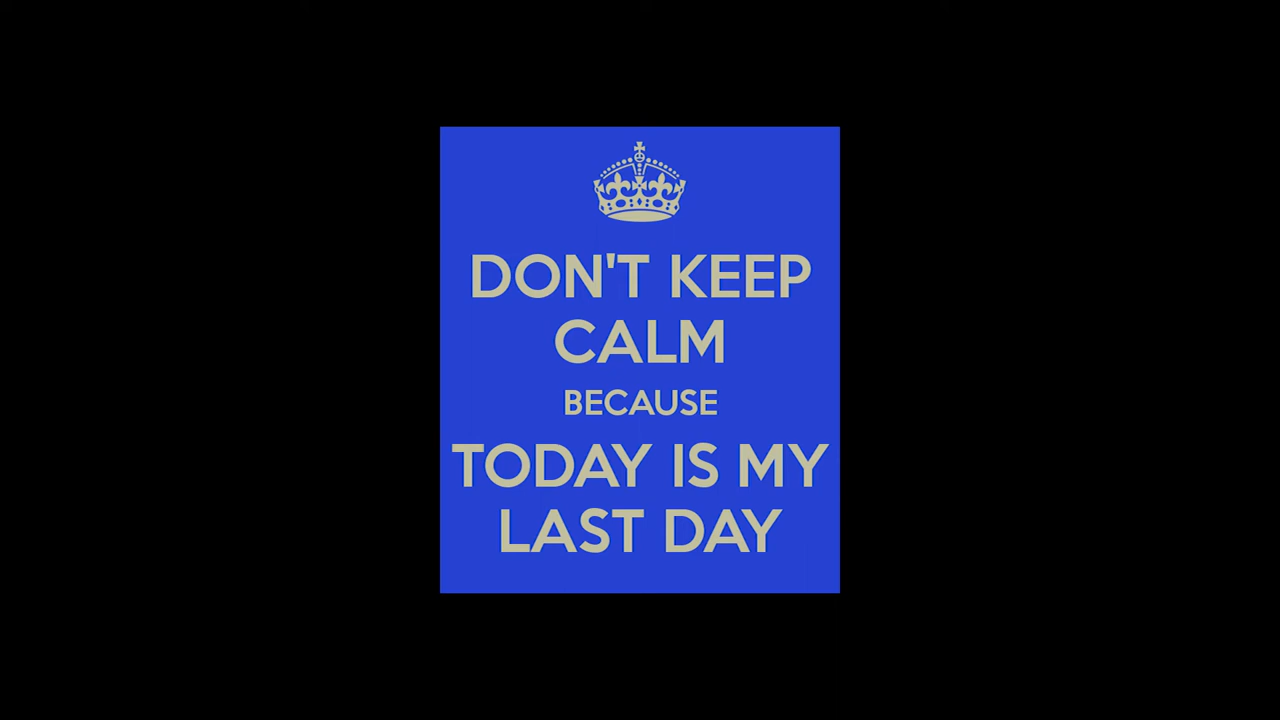 DON'T KEEP
CALM
BECAUSE
TODAY IS MY
LAST DAY